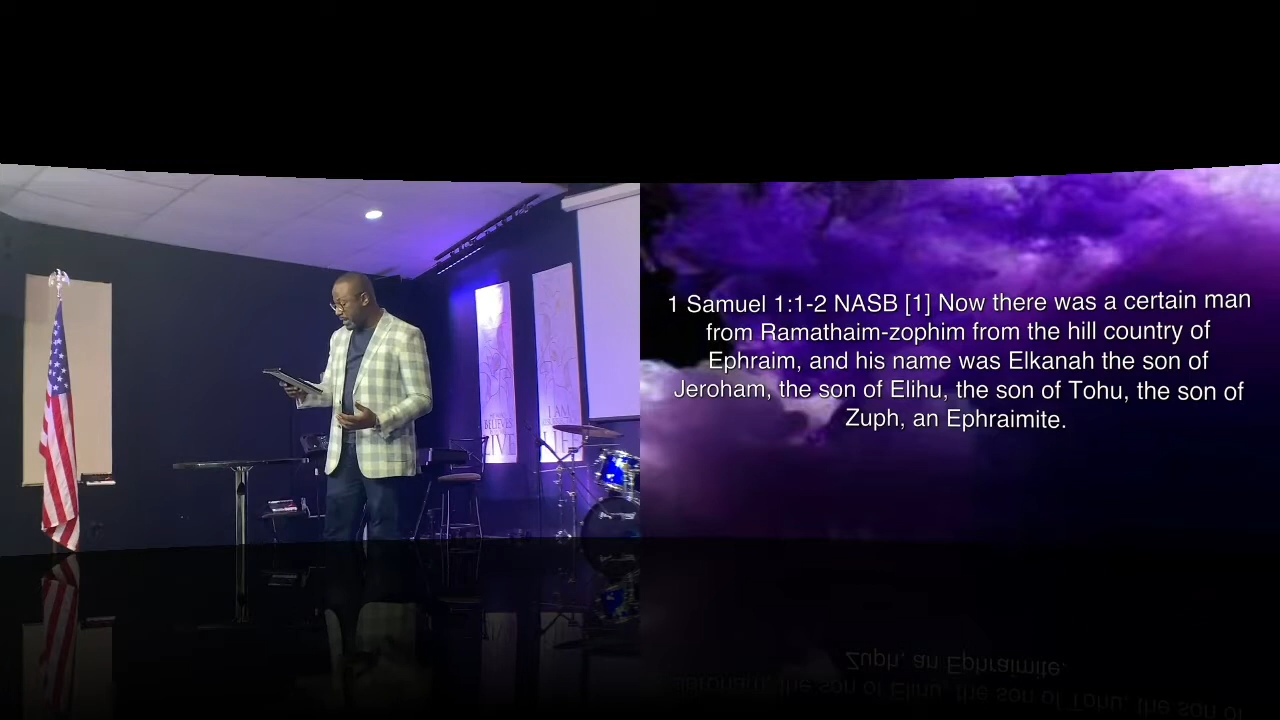 1 Samuel 1:1-2 NASB [1] Now there was a certain man
from Ramathaim-zophim from the hill country of
Ephraim, and his name was Elkanah the son of
Jeroham, the son of Elihu, the son of Tohu, the son of
Zuph, an Ephraimite.
BELIEVES
I AM